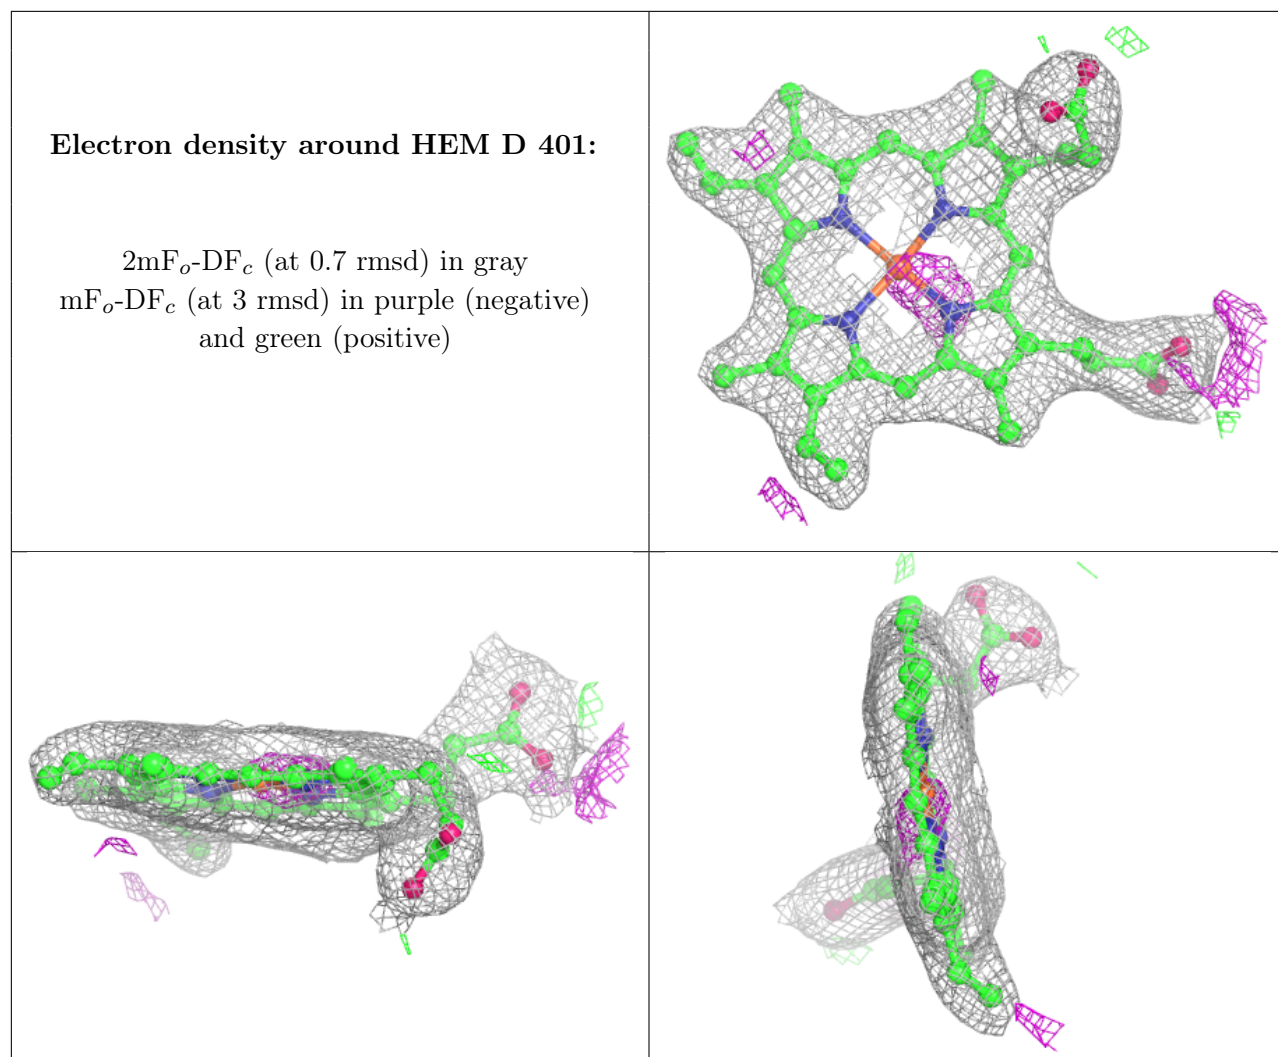 Electron density around HEM D 401:
2mFo-DFc (at 0.7 rmsd) in gray
mFo-DFc (at 3 rmsd) in purple (negative)
and green (positive)